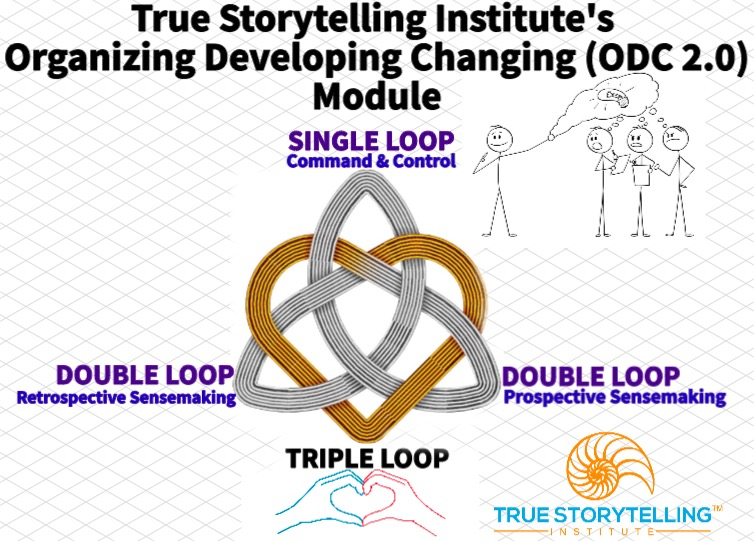 True Storytelling Institute's
Organizing Developing Changing (ODC 2.0)
Module
SINGLE LOOP
Command & Control
DOUBLE LOOP
Retrospective Sensemaking
DOUBLE LOOP
Prospective Sensemaking
TRIPLE LOOP
TRUE STORYTELLING™
INSTITUTE